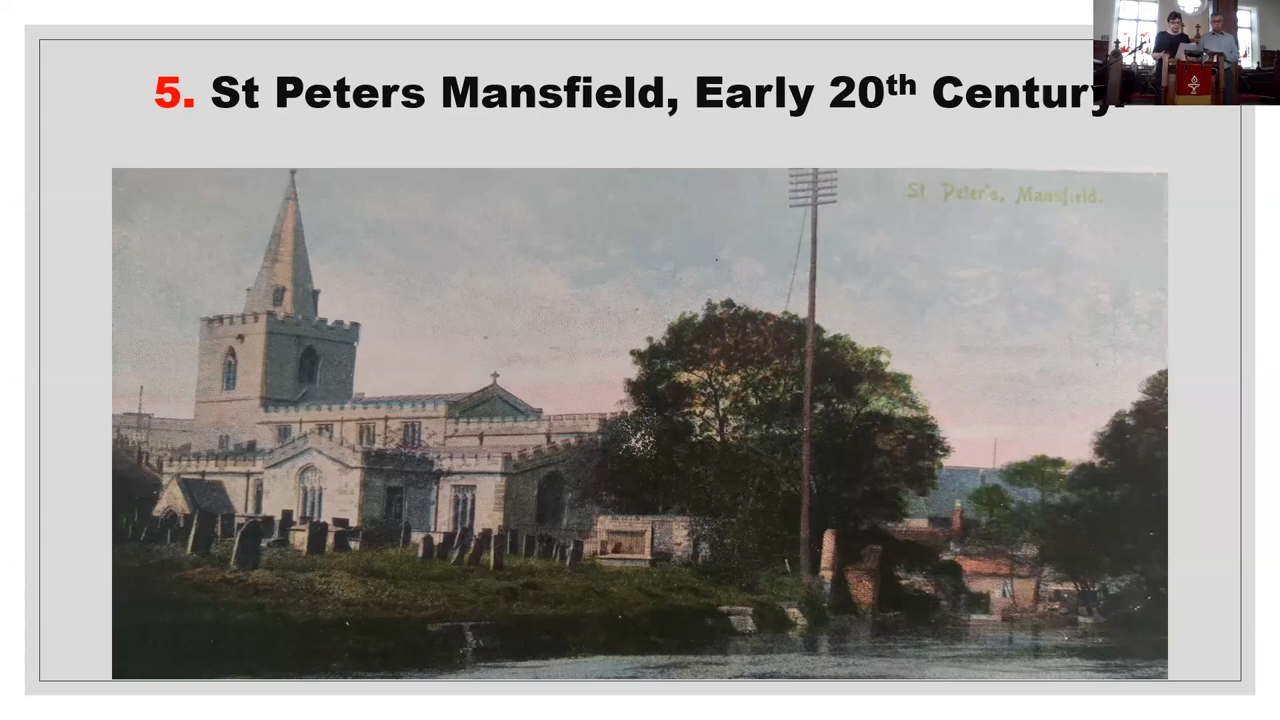 5. St Peters Mansfield, Early 20th Century.
St Peter's, Mansfield.